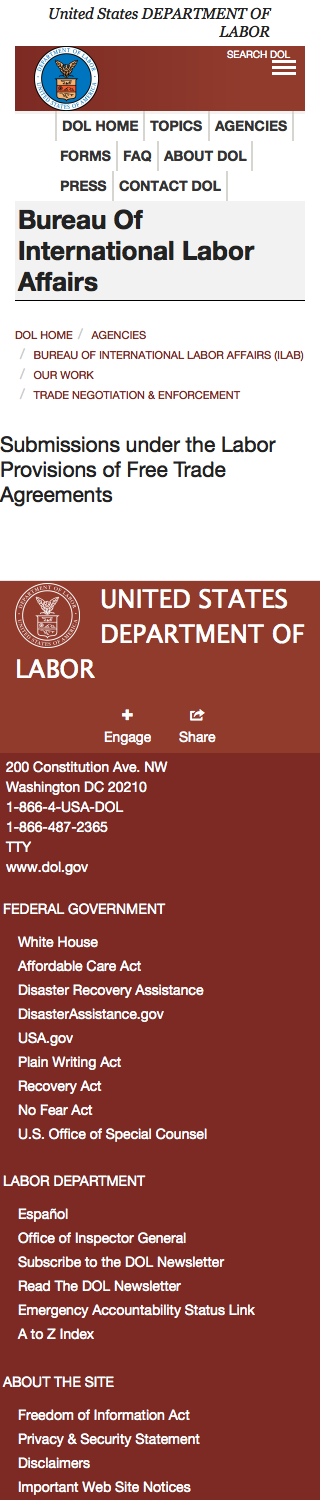 United States DEPARTMENT OF
LABOR
SEARCH DOL
DOL HOME TOPICS AGENCIES
FORMS FAQ ABOUT DOL
PRESS CONTACT DOL
Bureau Of
International Labor
Affairs
DOL HOME / AGENCIES
/ BUREAU OF INTERNATIONAL LABOR AFFAIRS (ILAB)
/ OUR WORK
/ TRADE NEGOTIATION & ENFORCEMENT
Submissions under the Labor
Provisions of Free Trade
Agreements
UNITED STATES
DEPARTMENT OF
LABOR
Engage Share
200 Constitution Ave. NW
Washington DC 20210
1-866-4-USA-DOL
1-866-487-2365
TTY
www.dol.gov
FEDERAL GOVERNMENT
White House
Affordable Care Act
Disaster Recovery Assistance
DisasterAssistance.gov
USA.gov
Plain Writing Act
Recovery Act
No Fear Act
U.S. Office of Special Counsel
LABOR DEPARTMENT
Español
Office of Inspector General
Subscribe to the DOL Newsletter
Read The DOL Newsletter
Emergency Accountability Status Link
A to Z Index
ABOUT THE SITE
Freedom of Information Act
Privacy & Security Statement
Disclaimers
Important Web Site Notices